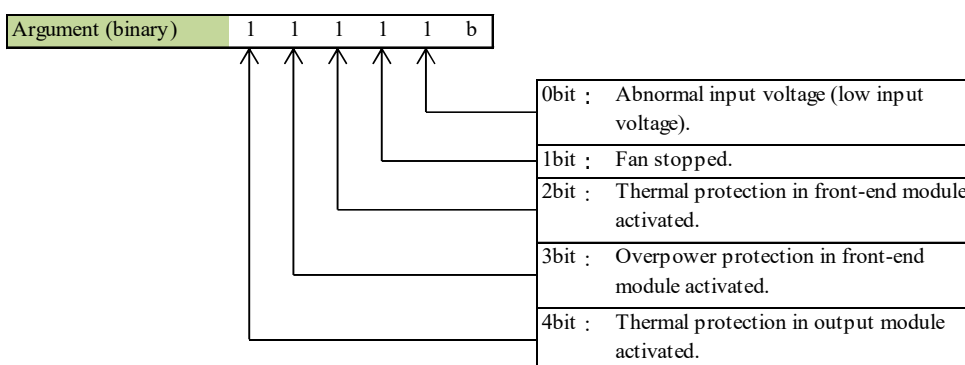 Argument (binary) 1 1 1 1 1 b
0bit : Abnormal input voltage (low input
voltage).
1bit : Fan stopped.
2bit : Thermal protection in front-end module
activated.
3bit : Overpower protection in front-end
module activated.
4bit : Thermal protection in output module
activated.